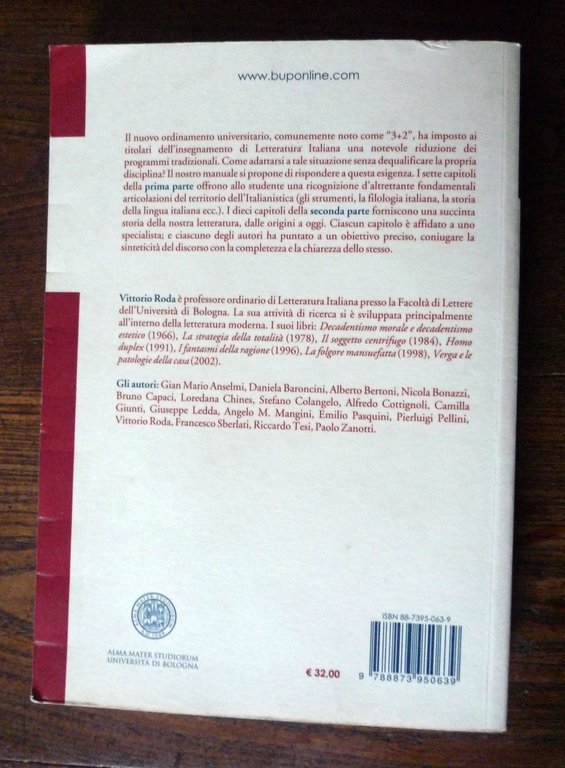 www.buponline.com
Il nuovo ordinamento universitario, comunemente noto come "3+2", ha imposto ai
titolari dell'insegnamento di Letteratura Italiana una notevole riduzione dei
programmi tradizionali. Come adattarsi a tale situazione senza dequalificare la propria
disciplina? Il nostro manuale si propone di rispondere a questa esigenza. I sette capitoli
della prima parte offrono allo studente una ricognizione d'altrettante fondamentali
articolazioni del territorio dell'Italianistica (gli strumenti, la filologia italiana, la storia
della lingua italiana ecc.). I dieci capitoli della seconda parte forniscono una succinta
storia della nostra letteratura, dalle origini a oggi. Ciascun capitolo è affidato a uno
specialista; e ciascuno degli autori ha puntato a un obiettivo preciso, coniugare la
sinteticità del discorso con la completezza e la chiarezza dello stesso.
Vittorio Roda è professore ordinario di Letteratura Italiana presso la Facoltà di Lettere
dell'Università di Bologna. La sua attività di ricerca si è sviluppata principalmente
all'interno della letteratura moderna. I suoi libri: Decadentismo morale e decadentismo
estetico (1966), La strategia della totalità (1978), Il soggetto centrifugo (1984), Homo
duplex (1991), I fantasmi della ragione (1996), La folgore mansuefatta (1998), Verga e le
patologie della casa (2002).
Gli autori: Gian Mario Anselmi, Daniela Baroncini, Alberto Bertoni, Nicola Bonazzi,
Bruno Capaci, Loredana Chines, Stefano Colangelo, Alfredo Cottignoli, Camilla
Giunti, Giuseppe Ledda, Angelo M. Mangini, Emilio Pasquini, Pierluigi Pellini,
Vittorio Roda, Francesco Sberlati, Riccardo Tesi, Paolo Zanotti.
ALMA MATER STUDIORUM
UNIVERSITÀ DI BOLOGNA
€ 32,00
ISBN 88-7395-063-9
9 788873 950639